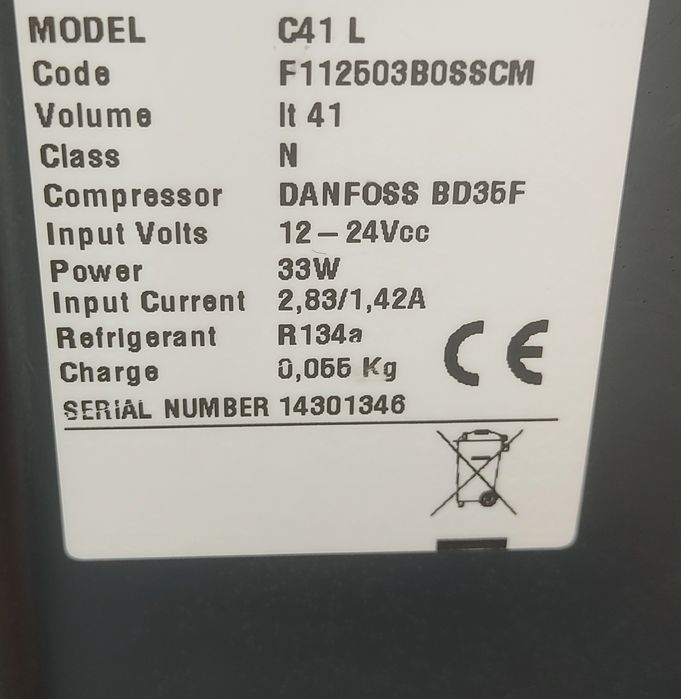 MODEL C41 L
Code F112503B0SSCM
Volume lt 41
Class N
Compressor DANFOSS BD35F
Input Volts 12 – 24Vcc
Power 33W
Input Current 2,83/1,42A
Refrigerant R134a
Charge 0,055 Kg
CE
SERIAL NUMBER 14301346